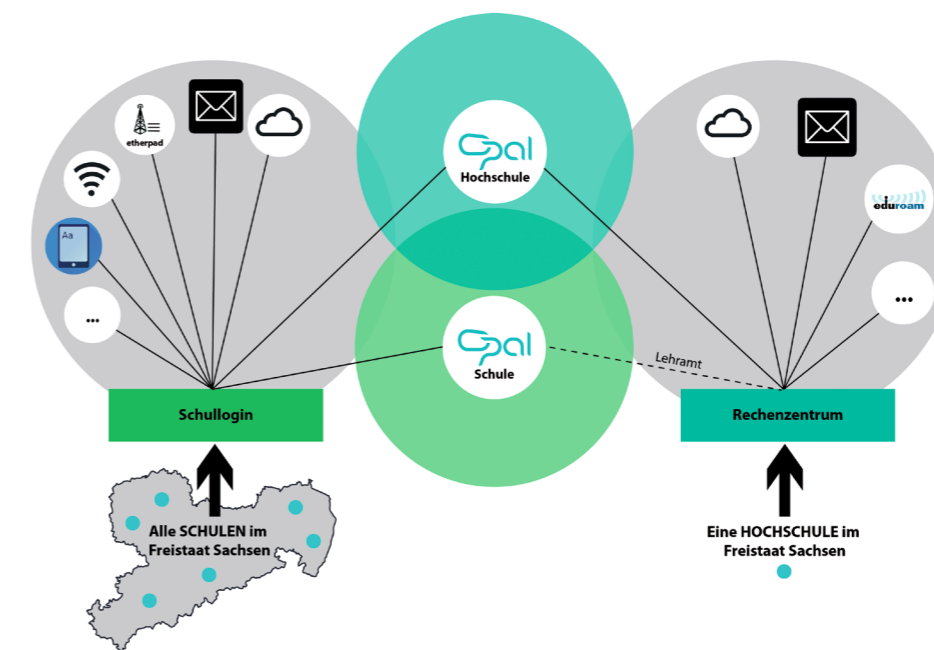 etherpad
Aa
...
Opal
Hochschule
eduroam
...
Opal
Schule
Lehramt
Schullogin
Rechenzentrum
Alle SCHULEN im
Freistaat Sachsen
Eine HOCHSCHULE im
Freistaat Sachsen